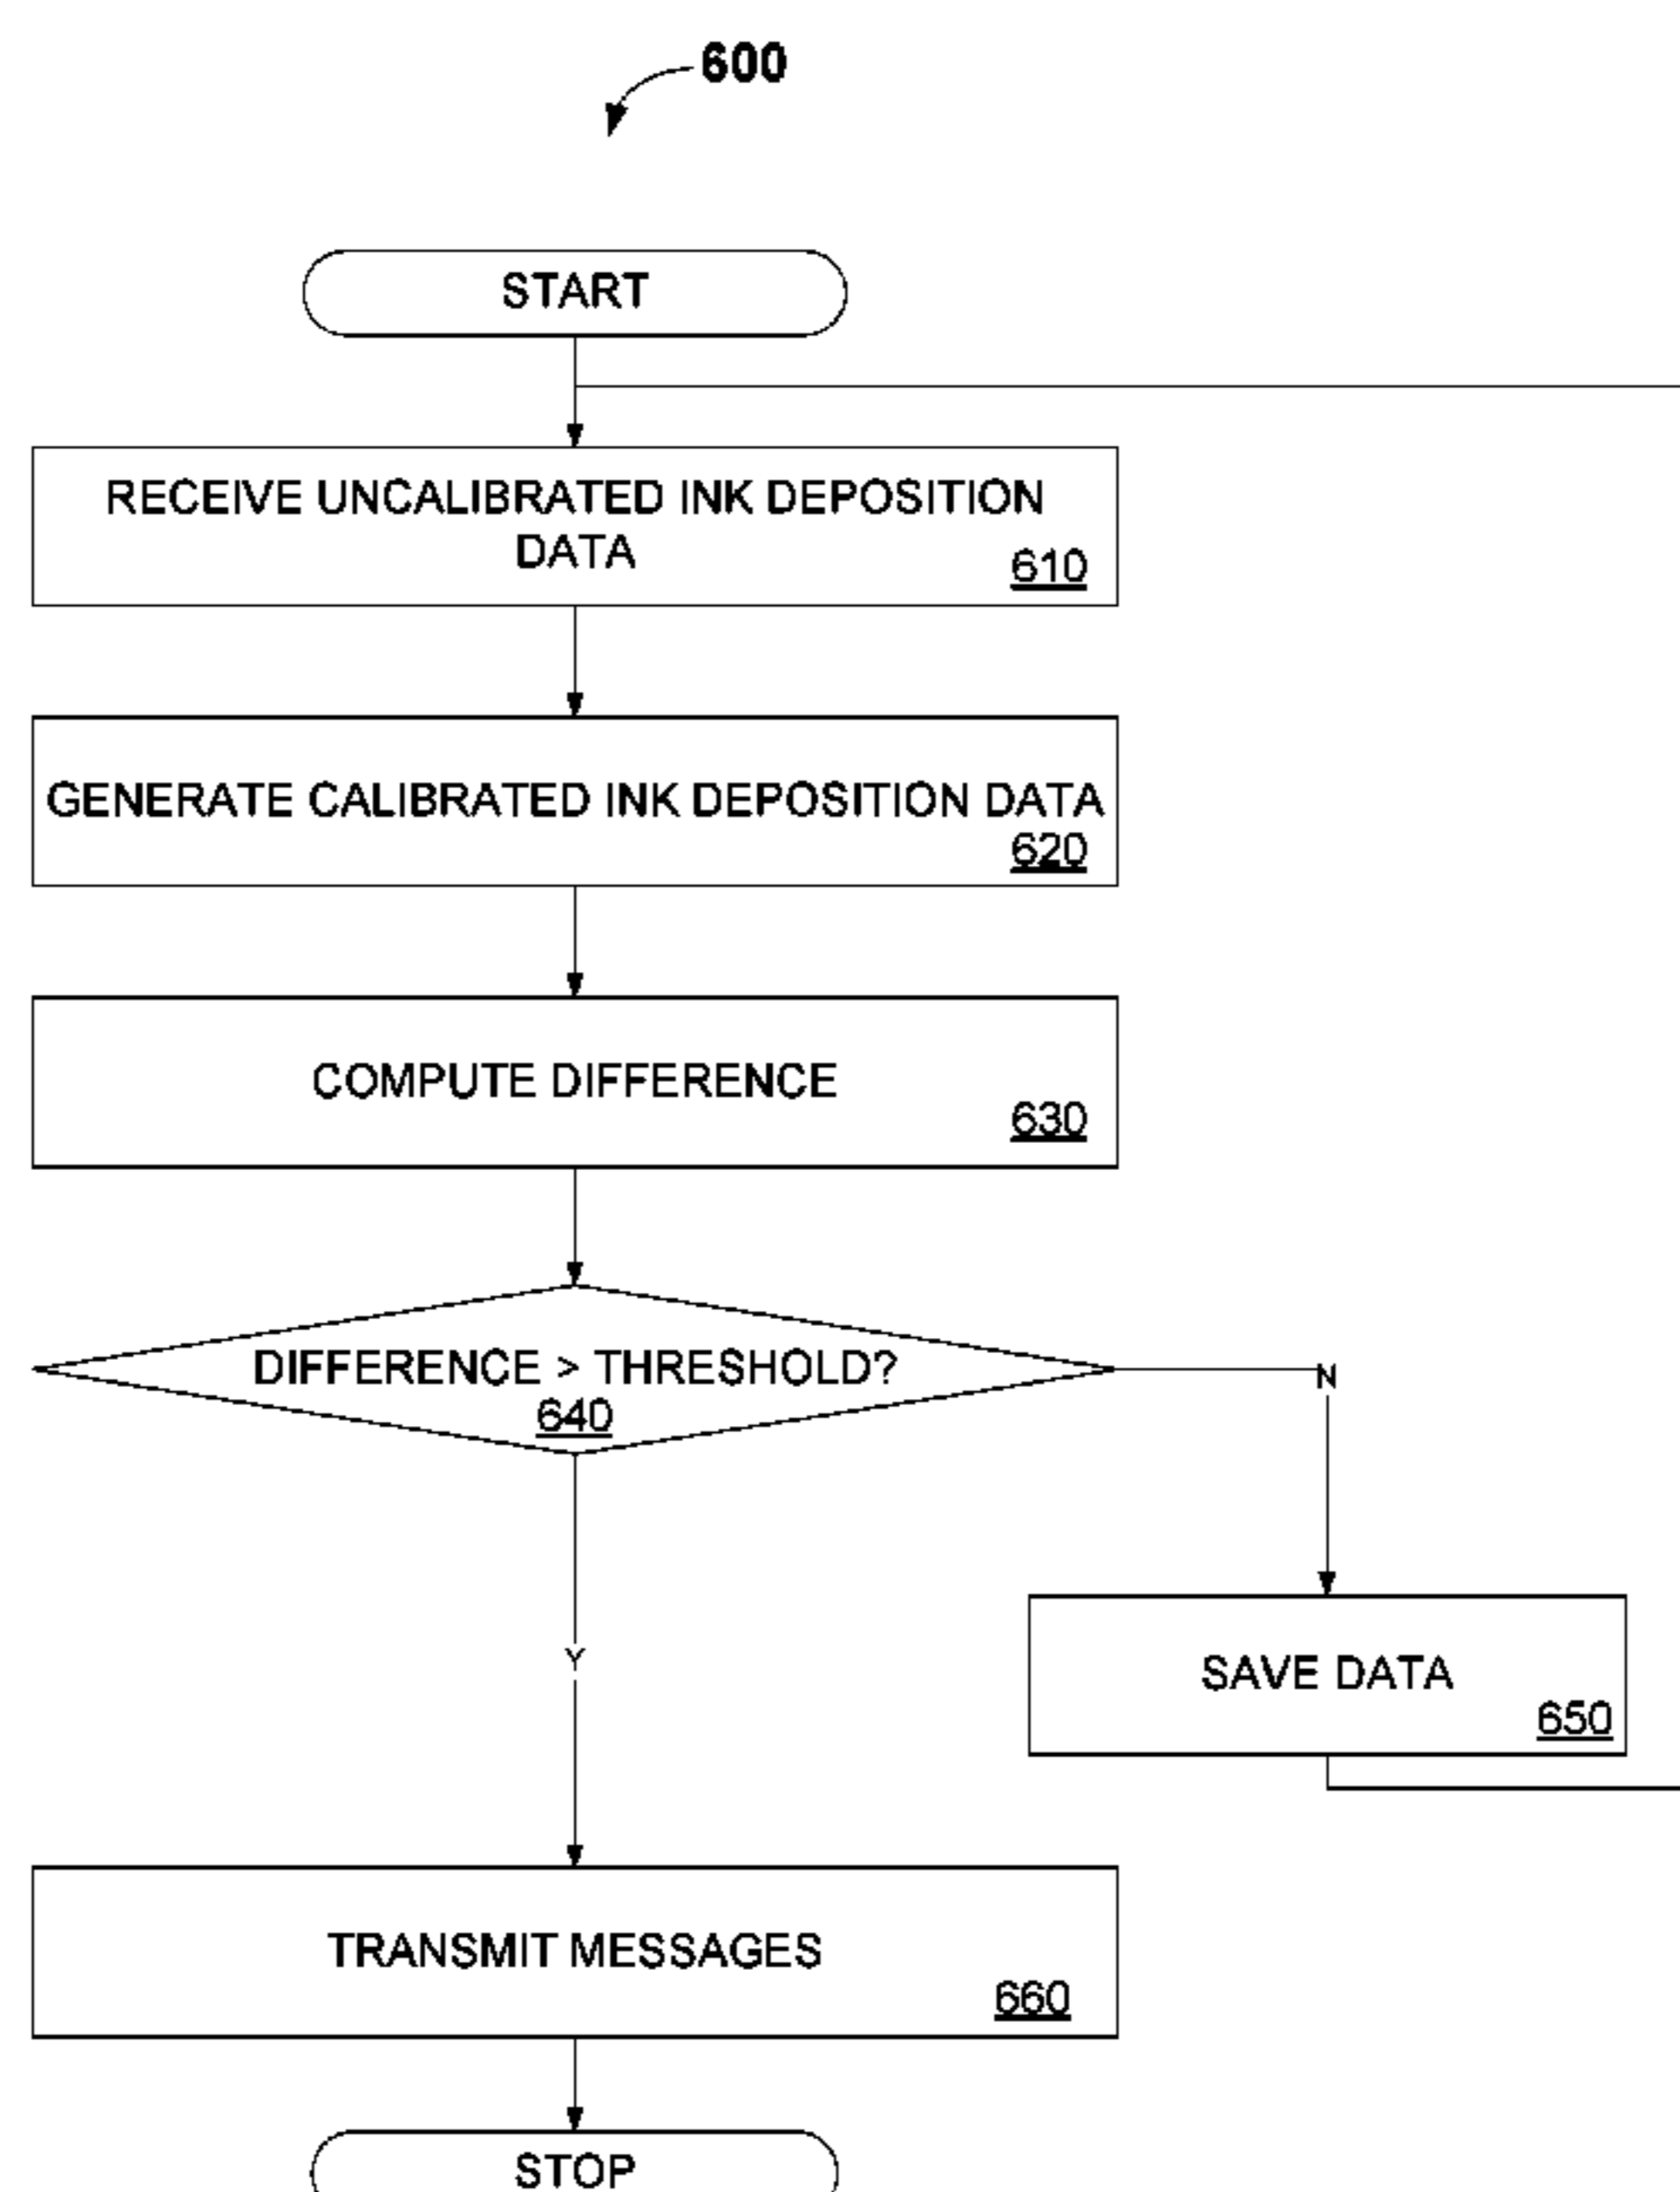 600
START
RECEIVE UNCALIBRATED INK DEPOSITION
DATA
610
GENERATE CALIBRATED INK DEPOSITION DATA
620
COMPUTE DIFFERENCE
630
DIFFERENCE > THRESHOLD?
640
N
Y
SAVE DATA
650
TRANSMIT MESSAGES
660
STOP